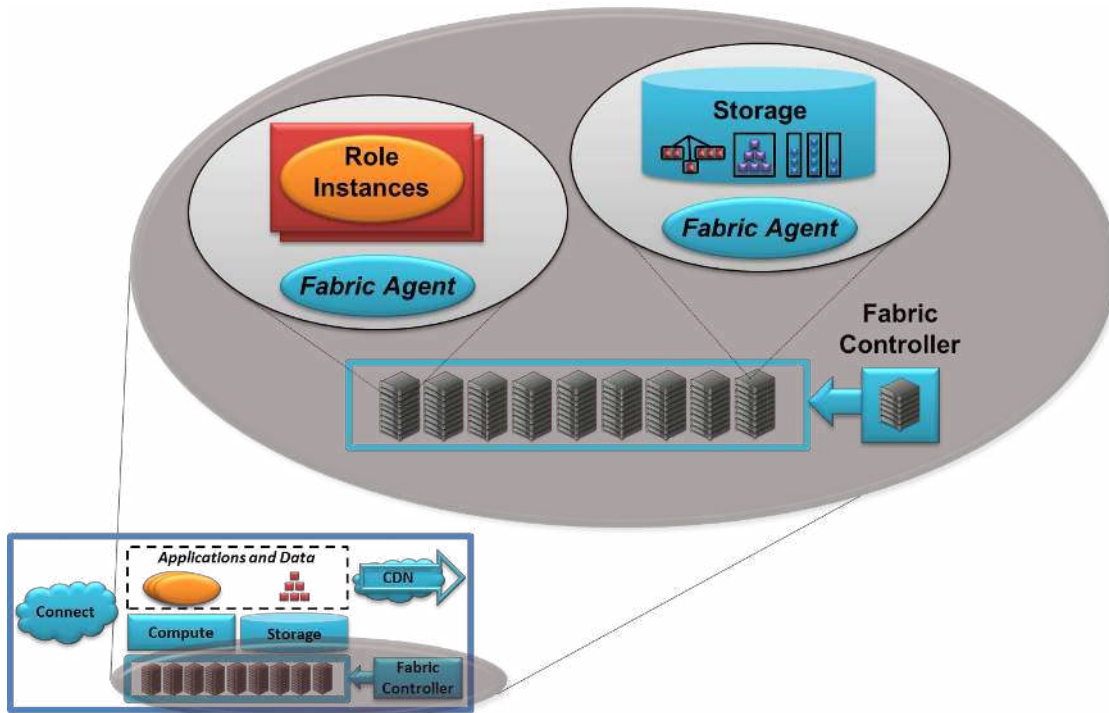 Storage
Role
Instances
Fabric Agent
Fabric Agent
Fabric
Controller
Applications and Data
CDN
Connect
Compute
Storage
Fabric
Controller